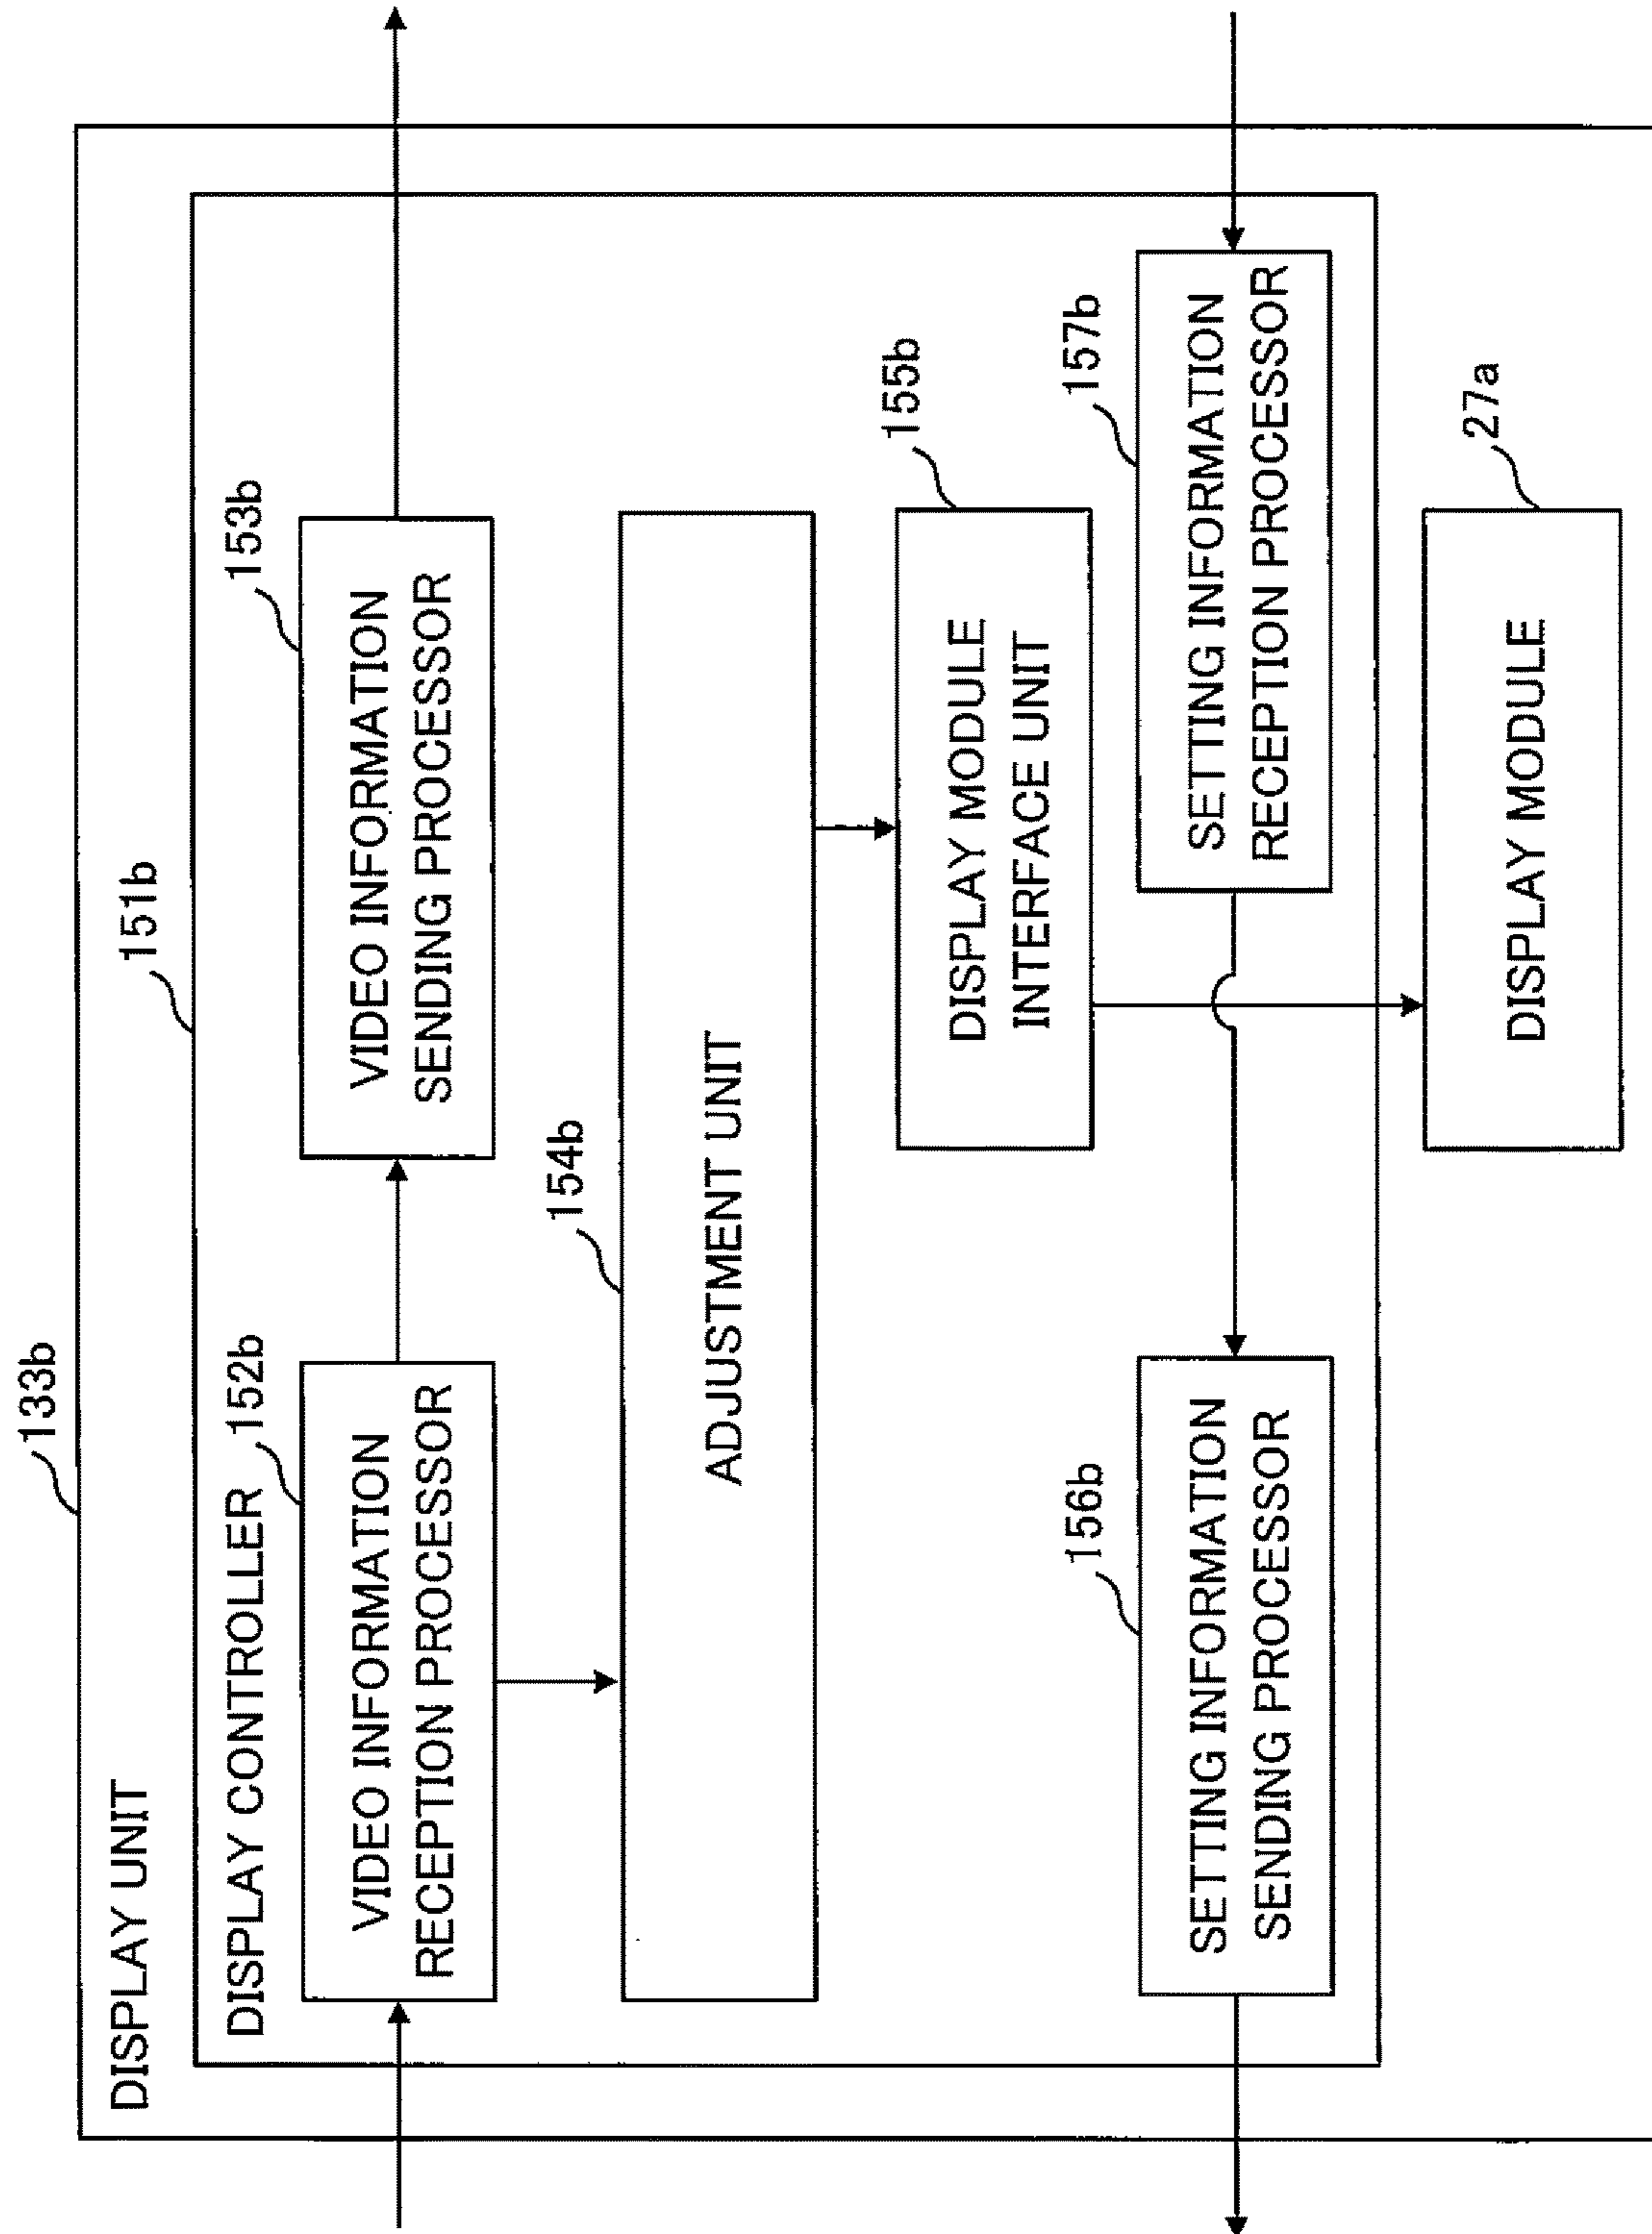 133b
DISPLAY UNIT
151b
DISPLAY CONTROLLER
152b
VIDEO INFORMATION
RECEPTION PROCESSOR
153b
VIDEO INFORMATION
SENDING PROCESSOR
154b
ADJUSTMENT UNIT
155b
DISPLAY MODULE
INTERFACE UNIT
156b
SETTING INFORMATION
SENDING PROCESSOR
157b
SETTING INFORMATION
RECEPTION PROCESSOR
27a
DISPLAY MODULE